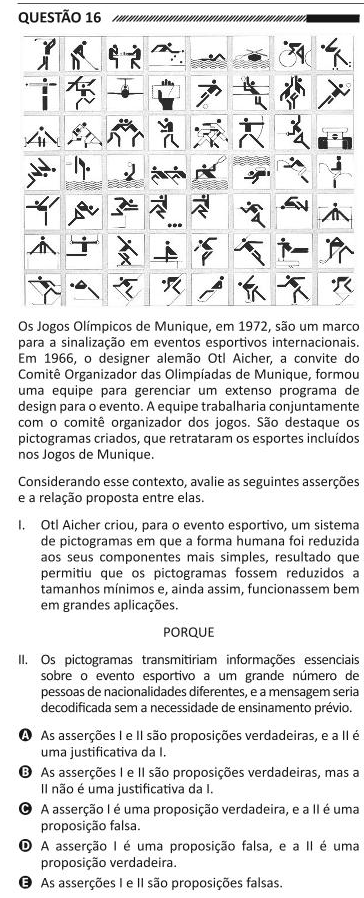 QUESTÃO 16
Os Jogos Olímpicos de Munique, em 1972, são um marco
para a sinalização em eventos esportivos internacionais.
Em 1966, o designer alemão Otl Aicher, a convite do
Comitê Organizador das Olimpíadas de Munique, formou
uma equipe para gerenciar um extenso programa de
design para o evento. A equipe trabalharia conjuntamente
com o comitê organizador dos jogos. São destaque os
pictogramas criados, que retrataram os esportes incluídos
nos Jogos de Munique.
Considerando esse contexto, avalie as seguintes asserções
e a relação proposta entre elas.
I. Otl Aicher criou, para o evento esportivo, um sistema
de pictogramas em que a forma humana foi reduzida
aos seus componentes mais simples, resultado que
permitiu que os pictogramas fossem reduzidos a
tamanhos mínimos e, ainda assim, funcionassem bem
em grandes aplicações.
PORQUE
II. Os pictogramas transmitiriam informações essenciais
sobre o evento esportivo a um grande número de
pessoas de nacionalidades diferentes, e a mensagem seria
decodificada sem a necessidade de ensinamento prévio.
A As asserções I e II são proposições verdadeiras, e a II é
uma justificativa da I.
B As asserções I e II são proposições verdadeiras, mas a
II não é uma justificativa da I.
C A asserção I é uma proposição verdadeira, e a II é uma
proposição falsa.
D A asserção I é uma proposição falsa, e a II é uma
proposição verdadeira.
E As asserções I e II são proposições falsas.